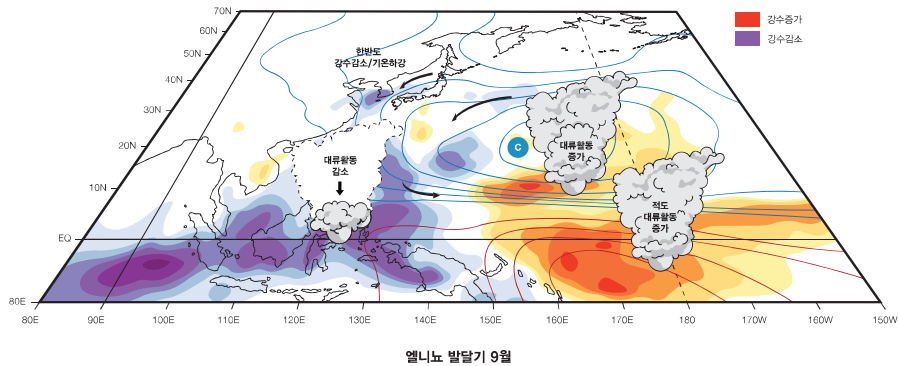 70N
60N
50N
40N
30N
20N
10N
EQ
80E
한반도
강수감소/기온하강
대류활동
감소
C
대류활동
증가
적도
대류활동
증가
강수증가
강수감소
80E 90E 100E 110E 120E 130E 140E 150E 160E 170E 180 170W 160W 150W
엘니뇨 발달기 9월